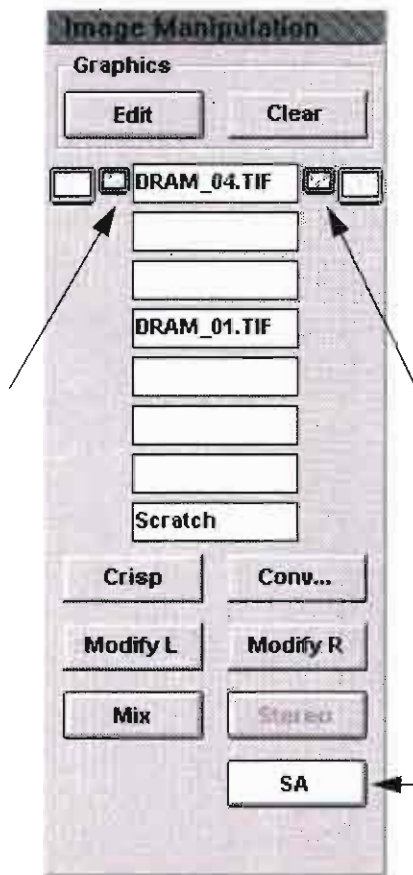 Image Manipulation
Graphics
Edit Clear
DRAM_04.TIF
DRAM_01.TIF
Scratch
Crisp Conv...
Modify L Modify R
Mix Stereo
SA